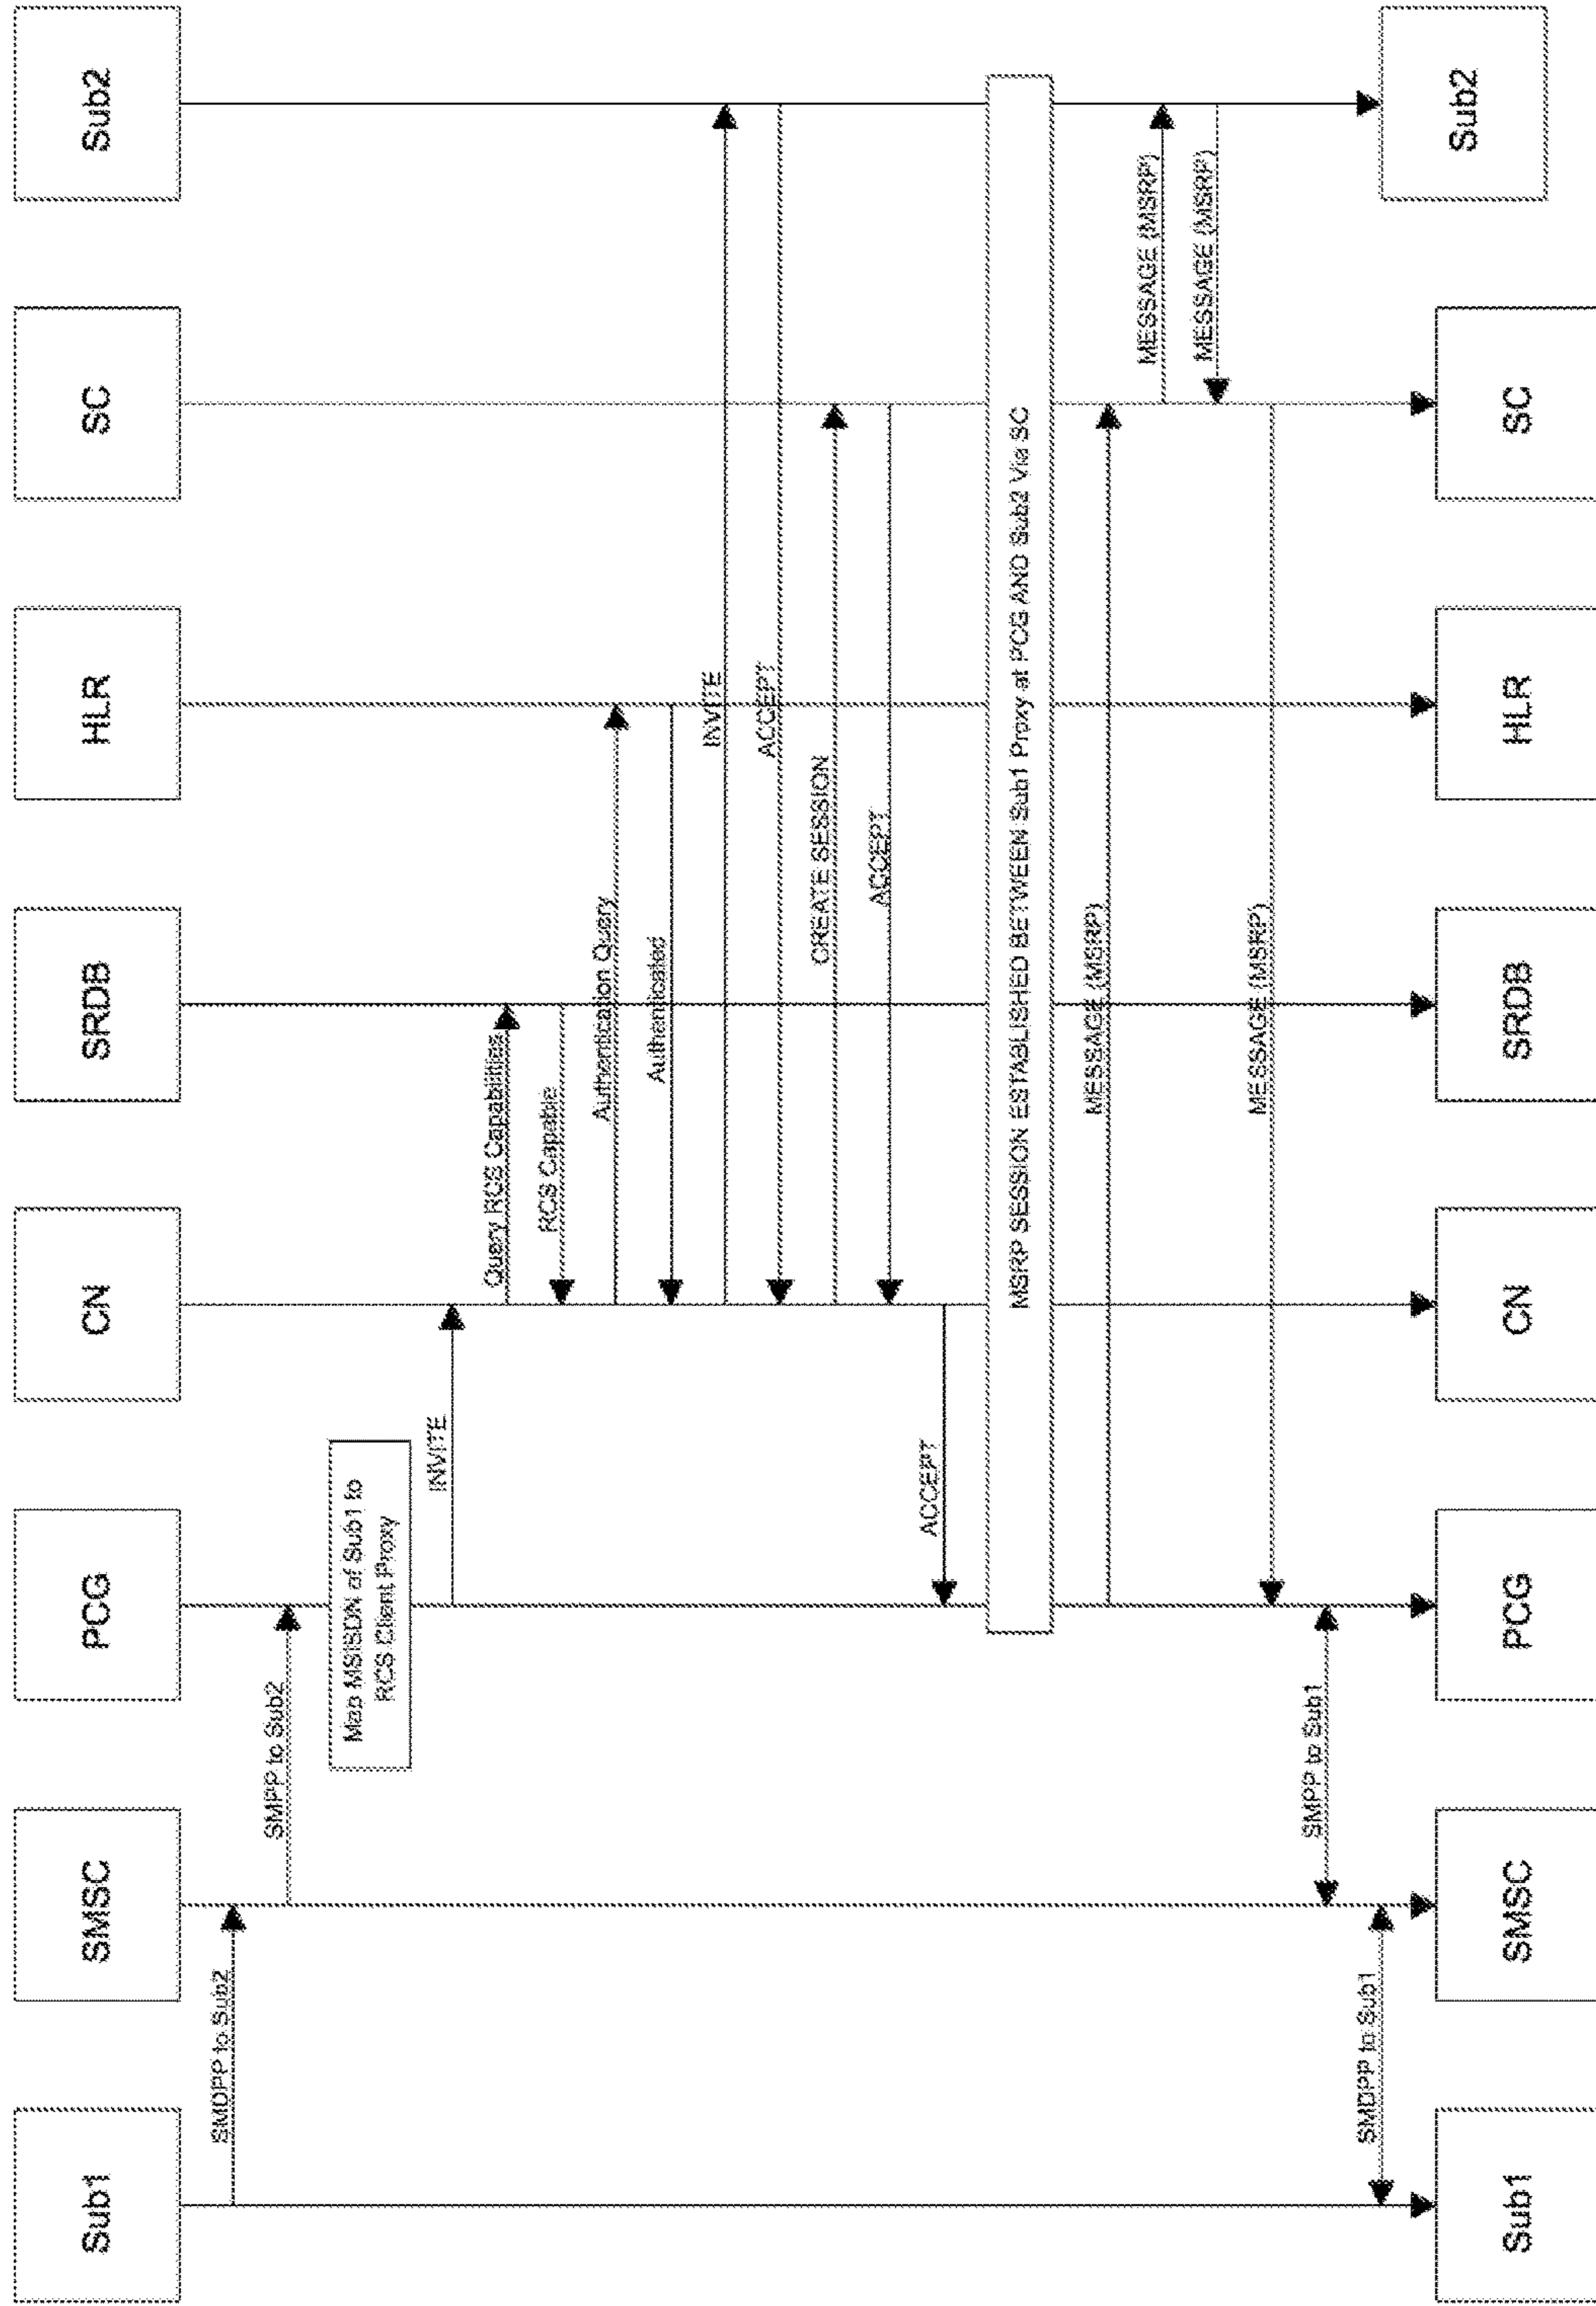 Sub1
SMSC
PCG
CN
SRDB
HLR
SC
Sub2
SMDPP to Sub2
SMPP to Sub2
Map MSISDN of Sub1 to
RCS Client Proxy
INVITE
Query RCS Capabilities
RCS Capable
Authentication Query
Authenticated
INVITE
ACCEPT
CREATE SESSION
ACCEPT
ACCEPT
MSRP SESSION ESTABLISHED BETWEEN Sub1 Proxy at PCG AND Sub2 Via SC
MESSAGE (MSRP)
MESSAGE (MSRP)
MESSAGE (MSRP)
MESSAGE (MSRP)
SMPP to Sub1
SMDPP to Sub1
Sub1
SMSC
PCG
CN
SRDB
HLR
SC
Sub2